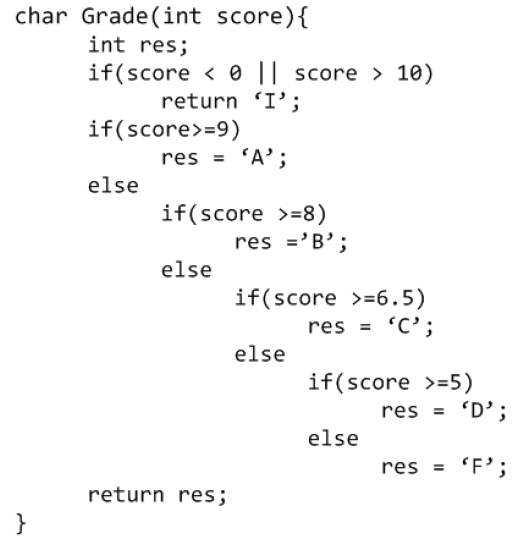 char Grade(int score){
int res;
if(score < 0 || score > 10)
return ‘I’;
if(score>=9)
res = ‘A’;
else
if(score >=8)
res =’B’;
else
if(score >=6.5)
res = ‘C’;
else
if(score >=5)
res = ‘D’;
else
res = ‘F’;
return res;
}